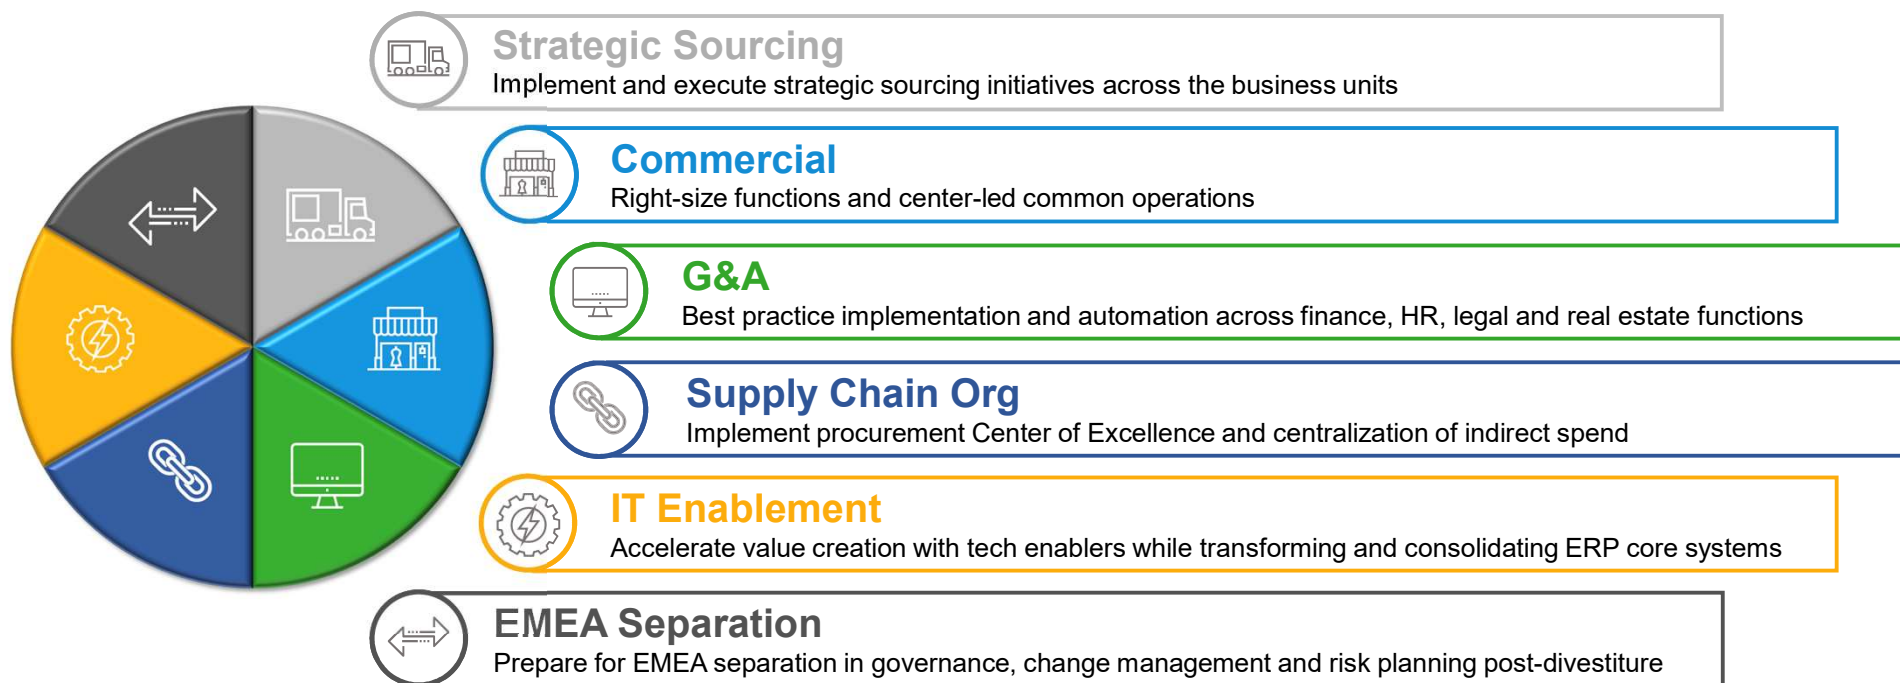 Strategic Sourcing
Implement and execute strategic sourcing initiatives across the business units
Commercial
Right-size functions and center-led common operations
G&A
Best practice implementation and automation across finance, HR, legal and real estate functions
Supply Chain Org
Implement procurement Center of Excellence and centralization of indirect spend
IT Enablement
Accelerate value creation with tech enablers while transforming and consolidating ERP core systems
EMEA Separation
Prepare for EMEA separation in governance, change management and risk planning post-divestiture